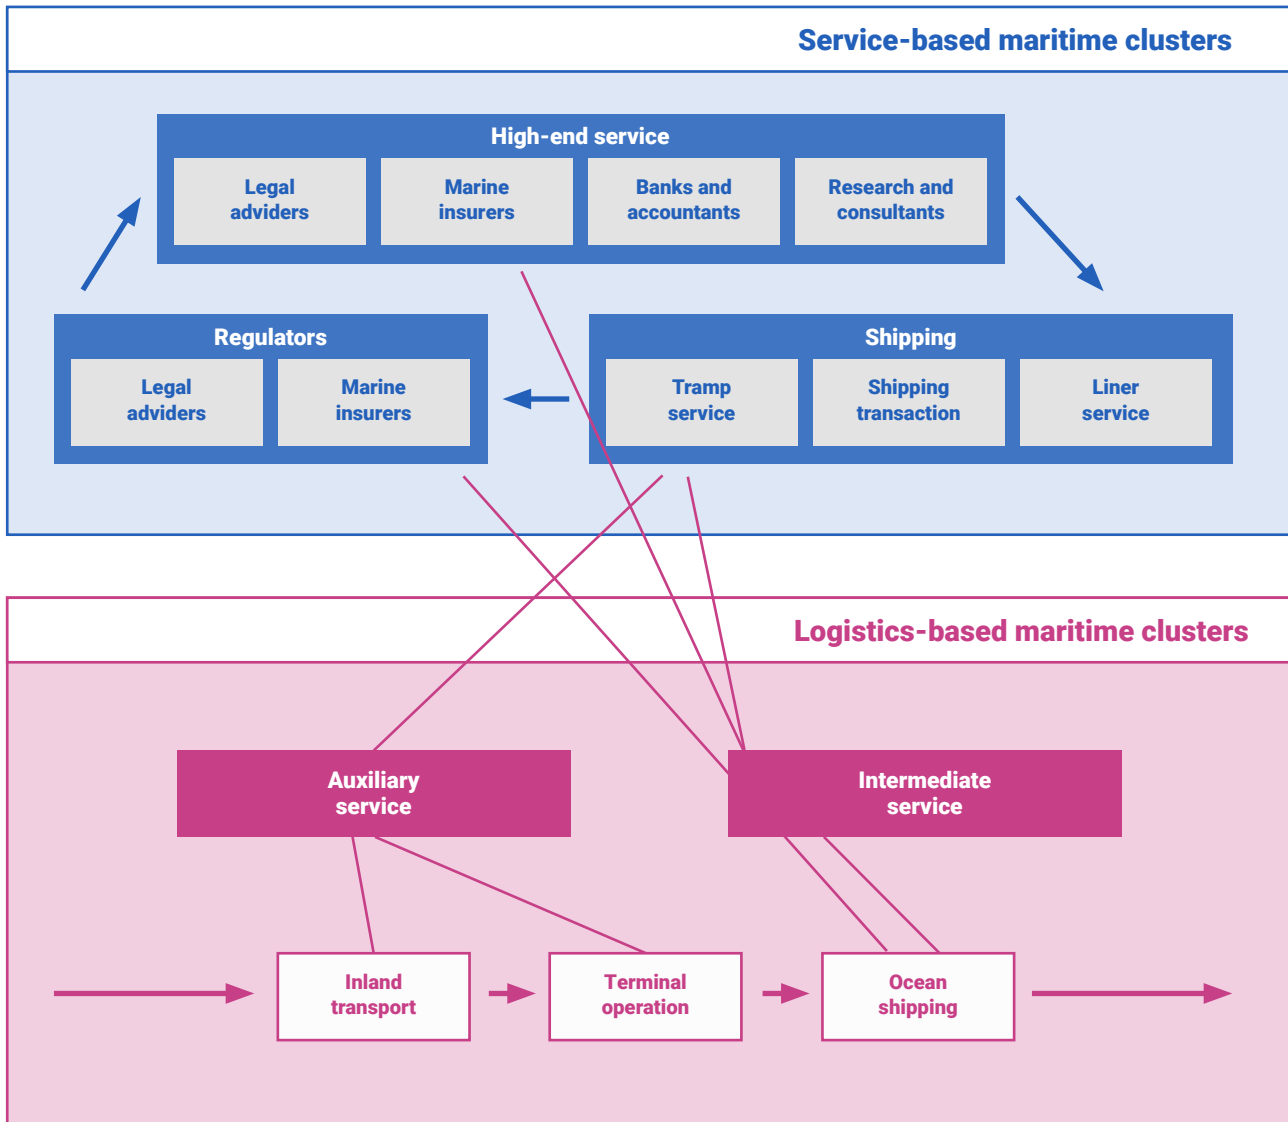 Service-based maritime clusters
High-end service
Legal
adviders
Marine
insurers
Banks and
accountants
Research and
consultants
Regulators
Legal
adviders
Marine
insurers
Shipping
Tramp
service
Shipping
transaction
Liner
service
Logistics-based maritime clusters
Auxiliary
service
Intermediate
service
Inland
transport
Terminal
operation
Ocean
shipping